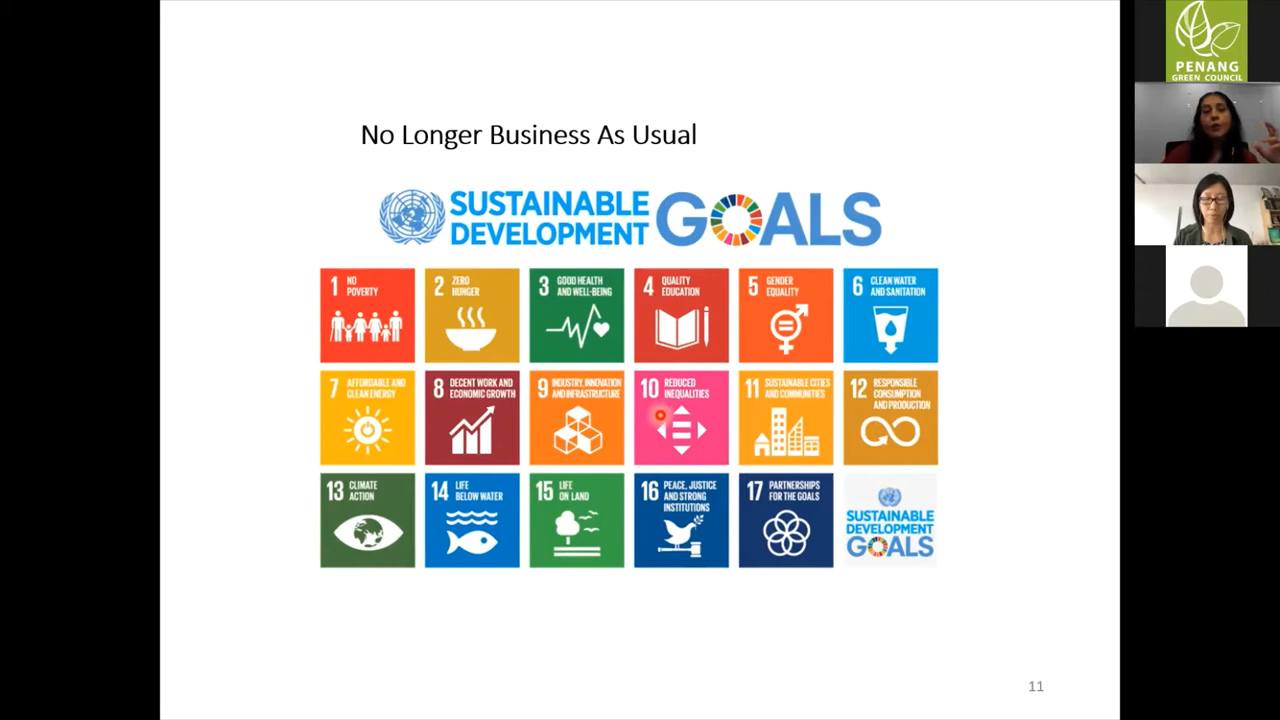 No Longer Business As Usual
SUSTAINABLE
DEVELOPMENT
GOALS
1 NO
POVERTY
2 ZERO
HUNGER
3 GOOD HEALTH
AND WELL-BEING
4 QUALITY
EDUCATION
5 GENDER
EQUALITY
6 CLEAN WATER
AND SANITATION
7 AFFORDABLE AND
CLEAN ENERGY
8 DECENT WORK AND
ECONOMIC GROWTH
9 INDUSTRY, INNOVATION
AND INFRASTRUCTURE
10 REDUCED
INEQUALITIES
11 SUSTAINABLE CITIES
AND COMMUNITIES
12 RESPONSIBLE
CONSUMPTION
AND PRODUCTION
13 CLIMATE
ACTION
14 LIFE
BELOW WATER
15 LIFE
ON LAND
16 PEACE, JUSTICE
AND STRONG
INSTITUTIONS
17 PARTNERSHIPS
FOR THE GOALS
SUSTAINABLE
DEVELOPMENT
GOALS
11
PENANG
GREEN COUNCIL